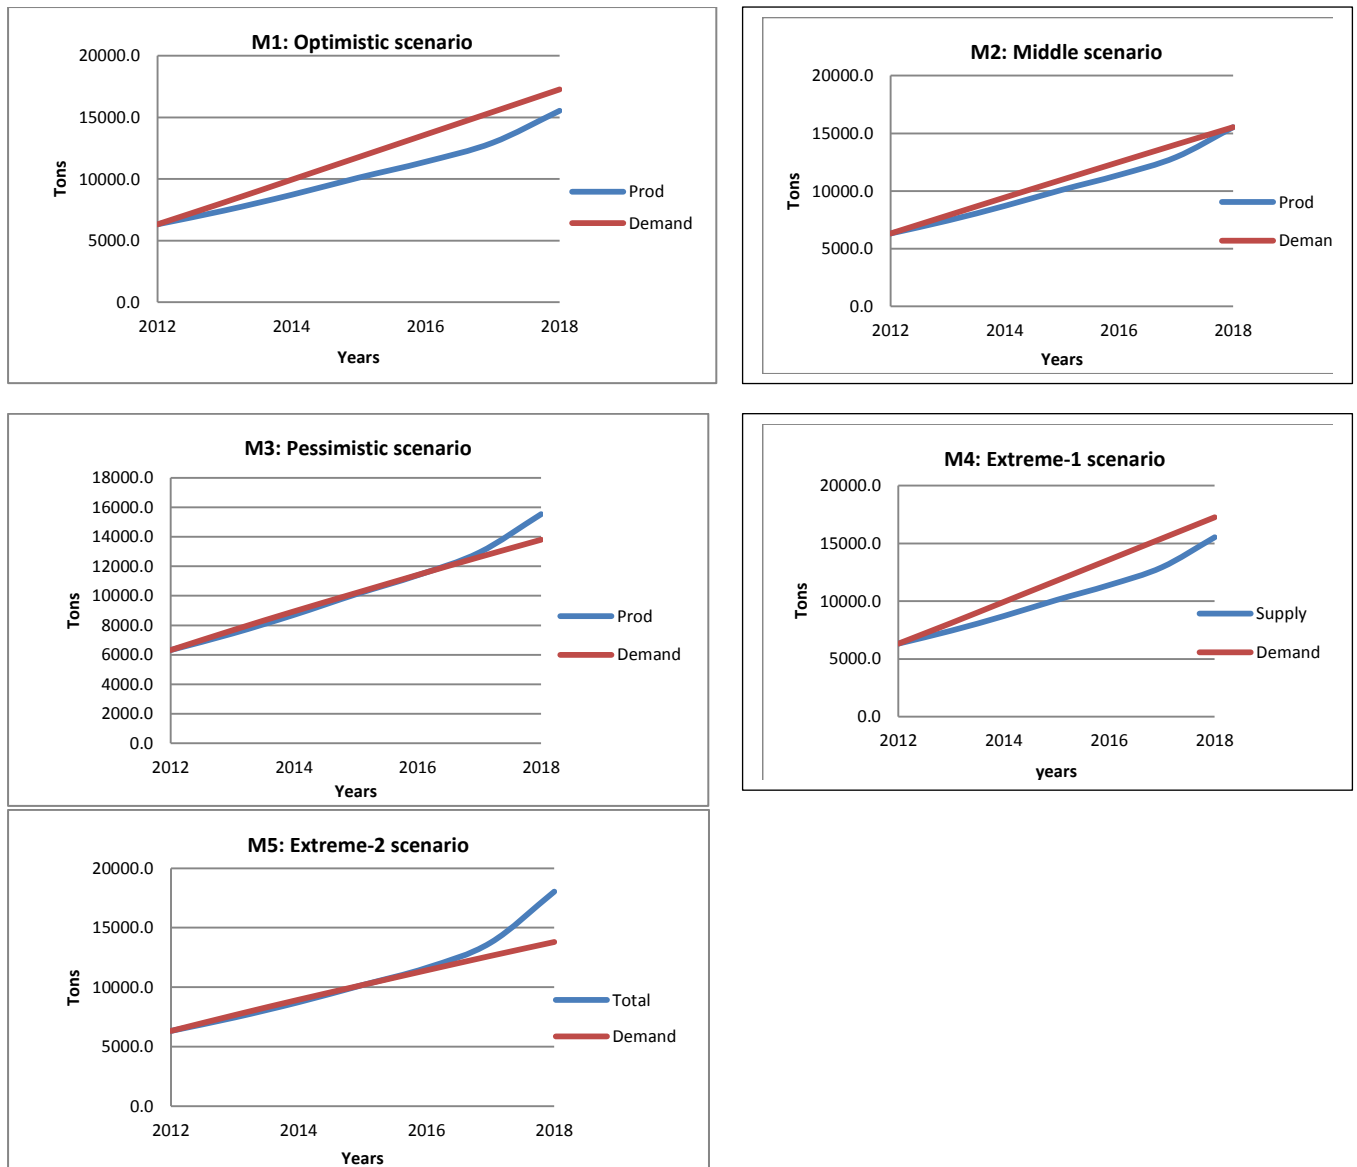 M1: Optimistic scenario
20000.0
15000.0
10000.0
5000.0
0.0
Tons
2012 2014 2016 2018
Years
Prod
Demand
M2: Middle scenario
20000.0
15000.0
10000.0
5000.0
0.0
Tons
2012 2014 2016 2018
Years
Prod
Deman
M3: Pessimistic scenario
18000.0
16000.0
14000.0
12000.0
10000.0
8000.0
6000.0
4000.0
2000.0
0.0
Tons
2012 2014 2016 2018
Years
Prod
Demand
M4: Extreme-1 scenario
20000.0
15000.0
10000.0
5000.0
0.0
Tons
2012 2014 2016 2018
years
Supply
Demand
M5: Extreme-2 scenario
20000.0
15000.0
10000.0
5000.0
0.0
Tons
2012 2014 2016 2018
Years
Total
Demand